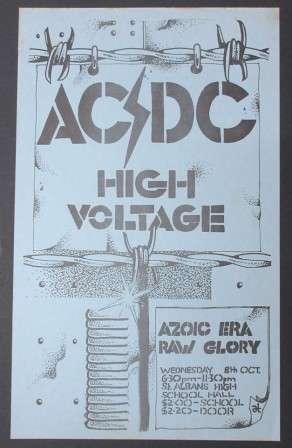 AC/DC
HIGH
VOLTAGE
AZOIC ERA
RAW GLORY
WEDNESDAY 8th OCT.
6:30pm-11:30pm
St. ALBANS HIGH
SCHOOL HALL
$2:00-SCHOOL
$2:20-DOOR